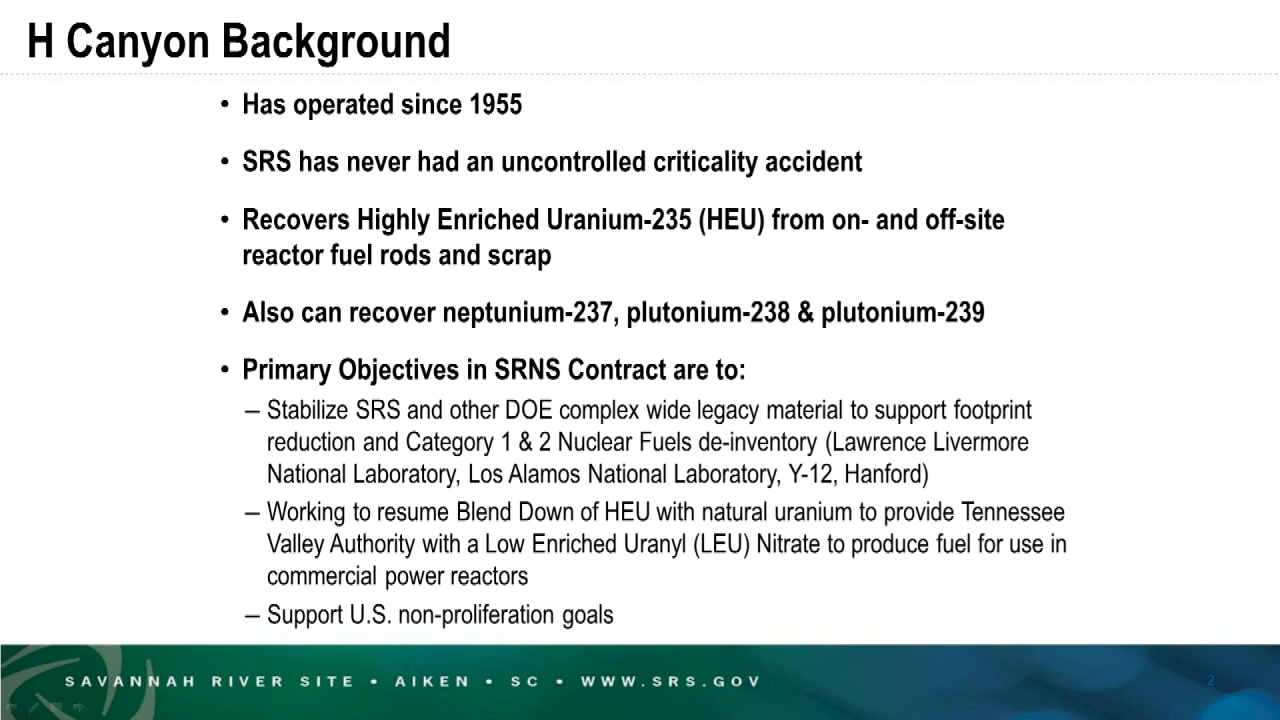 H Canyon Background
• Has operated since 1955
• SRS has never had an uncontrolled criticality accident
• Recovers Highly Enriched Uranium-235 (HEU) from on- and off-site
reactor fuel rods and scrap
• Also can recover neptunium-237, plutonium-238 & plutonium-239
• Primary Objectives in SRNS Contract are to:
– Stabilize SRS and other DOE complex wide legacy material to support footprint
reduction and Category 1 & 2 Nuclear Fuels de-inventory (Lawrence Livermore
National Laboratory, Los Alamos National Laboratory, Y-12, Hanford)
– Working to resume Blend Down of HEU with natural uranium to provide Tennessee
Valley Authority with a Low Enriched Uranyl (LEU) Nitrate to produce fuel for use in
commercial power reactors
– Support U.S. non-proliferation goals
SAVANNAH RIVER SITE • AIKEN • SC • WWW.SRS.GOV
2